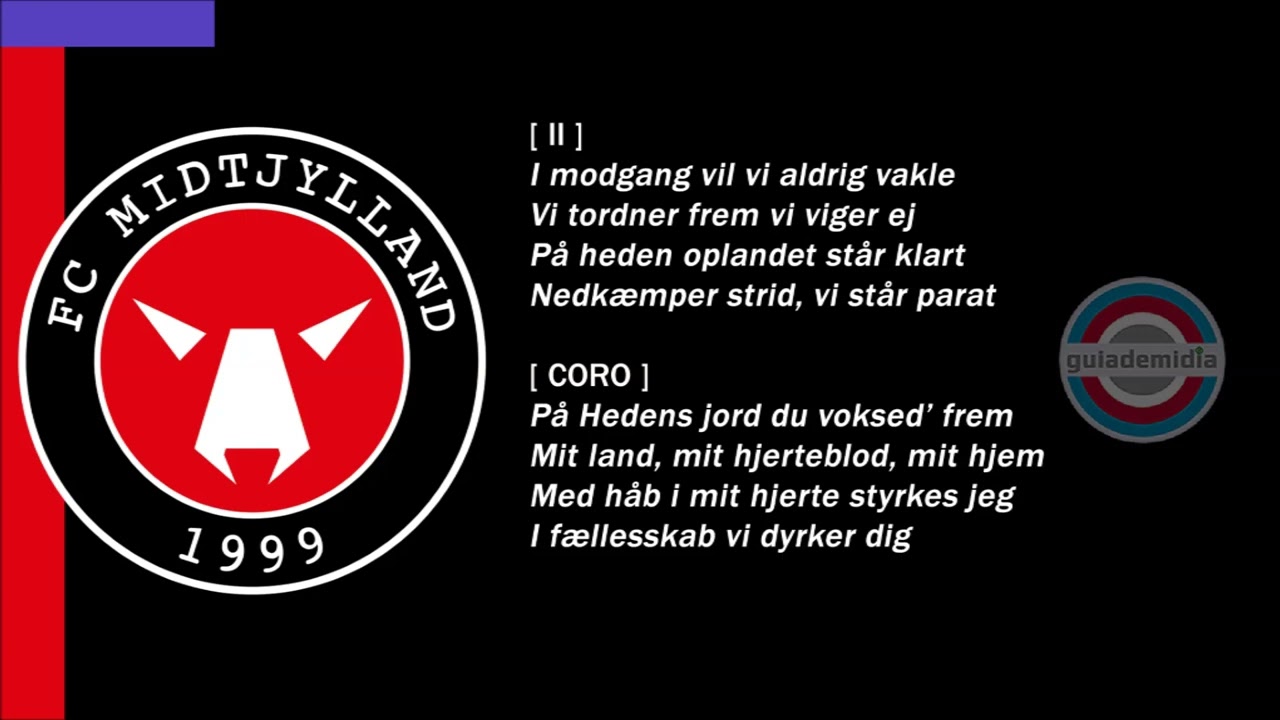 FC MIDTJYLLAND
1999
[ II ]
I modgang vil vi aldrig vakle
Vi tordner frem vi viger ej
På heden oplandet står klart
Nedkæmper strid, vi står parat
[ CORO ]
På Hedens jord du voksed’ frem
Mit land, mit hjerteblod, mit hjem
Med håb i mit hjerte styrkes jeg
I fællesskab vi dyrker dig
guiademidia